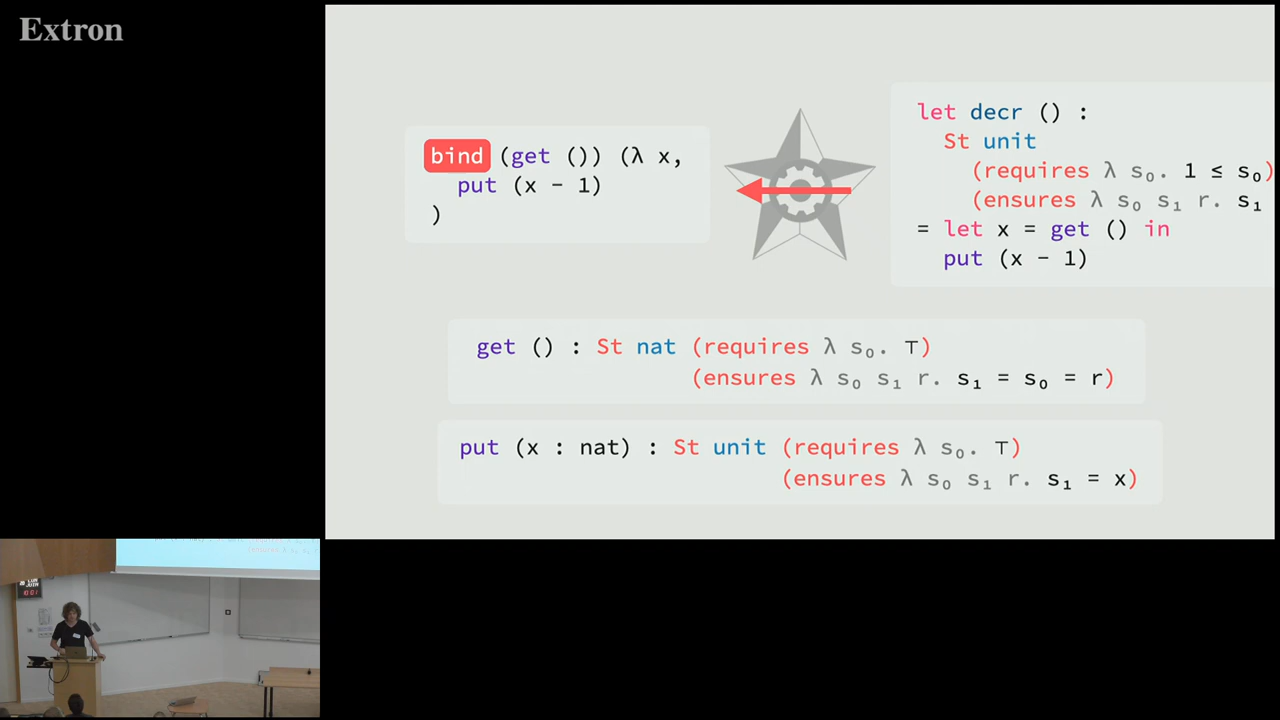 Extron
bind (get ()) (λ x,
put (x - 1)
)
let decr () :
St unit
(requires λ s₀. 1 ≤ s₀)
(ensures λ s₀ s₁ r. s₁
= let x = get () in
put (x - 1)
get () : St nat (requires λ s₀. ⊤)
(ensures λ s₀ s₁ r. s₁ = s₀ = r)
put (x : nat) : St unit (requires λ s₀. ⊤)
(ensures λ s₀ s₁ r. s₁ = x)